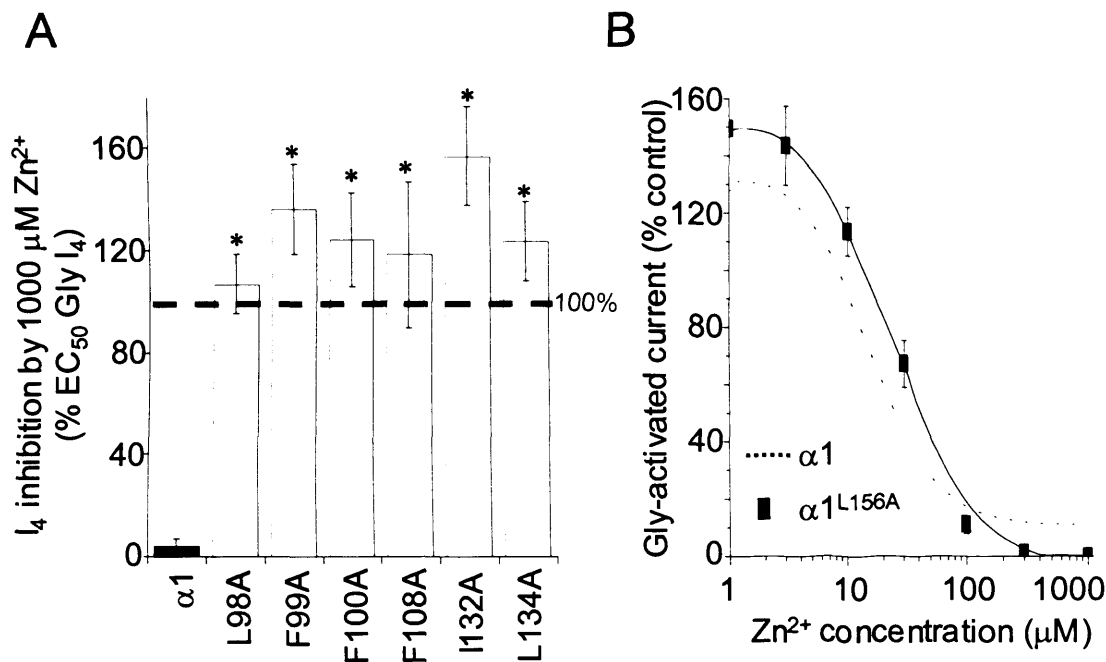 A
I₄ inhibition by 1000 μM Zn²⁺
(% EC₅₀ Gly I₄)
160
120
80
40
0
*
*
*
*
*
*
100%
α1
L98A
F99A
F100A
F108A
I132A
L134A
B
Gly-activated current (% control)
160
120
80
40
0
α1
α1ᴸ¹⁵⁶ᴬ
1
10
100
1000
Zn²⁺ concentration (μM)